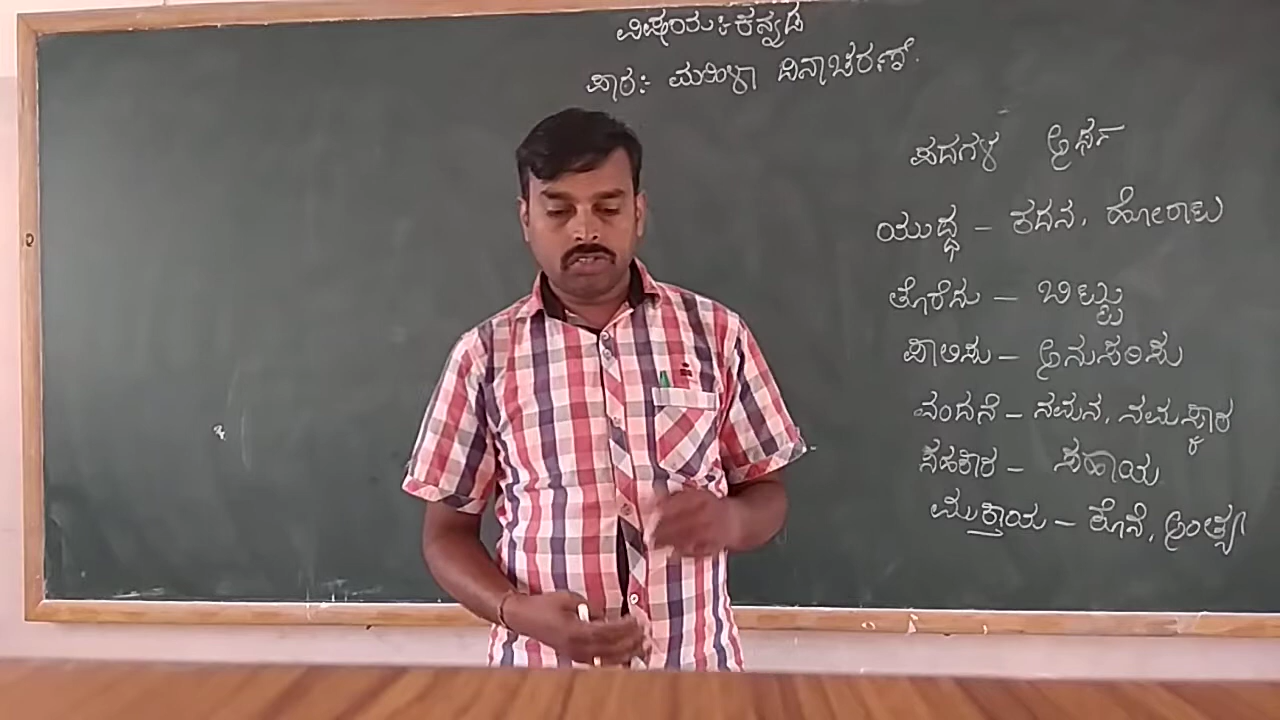 ವಿಷಯ:ಕನ್ನಡ
ಪಾಠ:- ಮಹಿಳಾ ದಿನಾಚರಣೆ.
ಪದಗಳ ಅರ್ಥ
ಯುದ್ಧ - ಕದನ, ಹೋರಾಟ
ತೊರೆದು - ಬಿಟ್ಟು
ಪಾಲಿಸು - ಅನುಸರಿಸು
ವಂದನೆ - ನಮನ, ನಮಸ್ಕಾರ
ಸಹಕಾರ - ಸಹಾಯ
ಮುಕ್ತಾಯ - ಕೊನೆ, ಅಂತ್ಯ